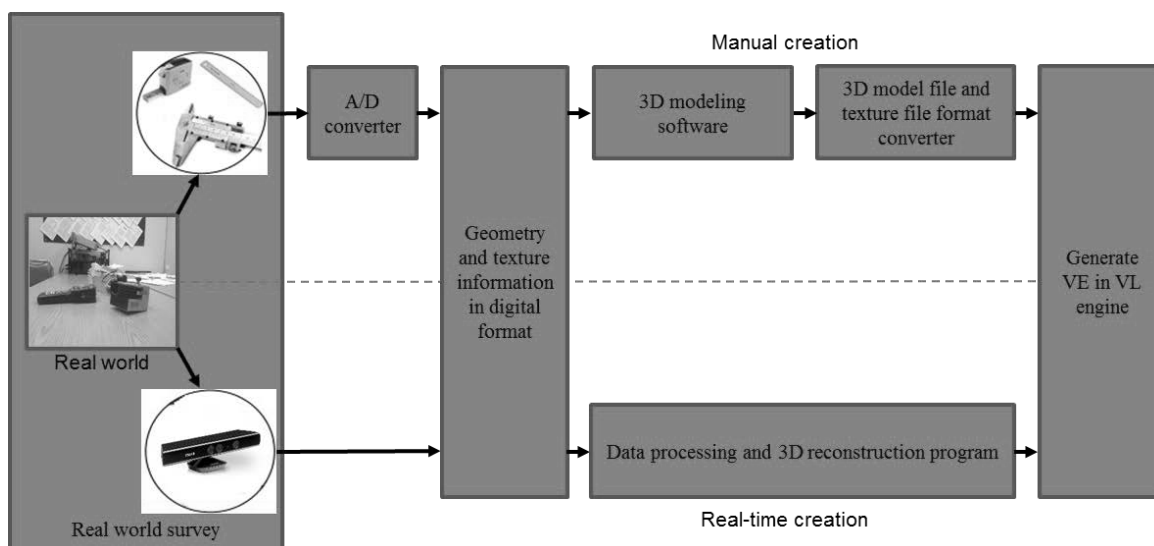 Manual creation
A/D
converter
3D modeling
software
3D model file and
texture file format
converter
Geometry
and texture
information
in digital
format
Generate
VE in VL
engine
Real world
Data processing and 3D reconstruction program
Real world survey
Real-time creation